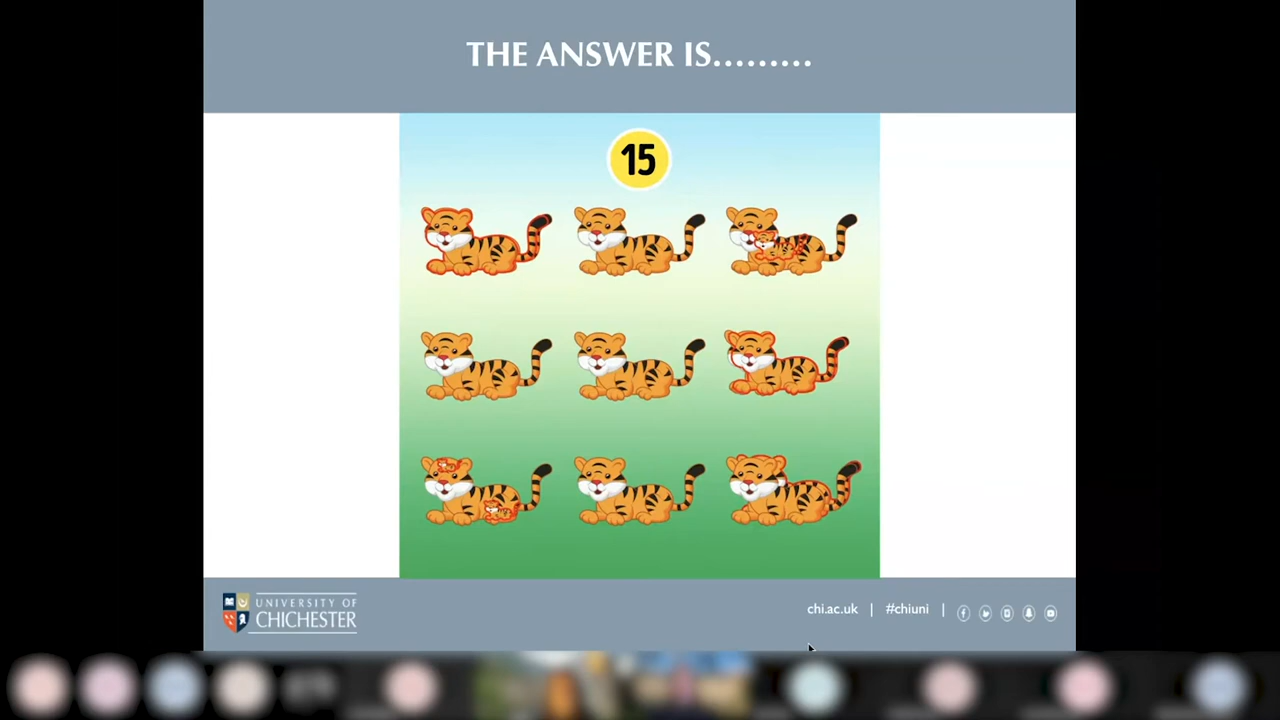 THE ANSWER IS.........
15
UNIVERSITY OF
CHICHESTER
chi.ac.uk | #chiuni |